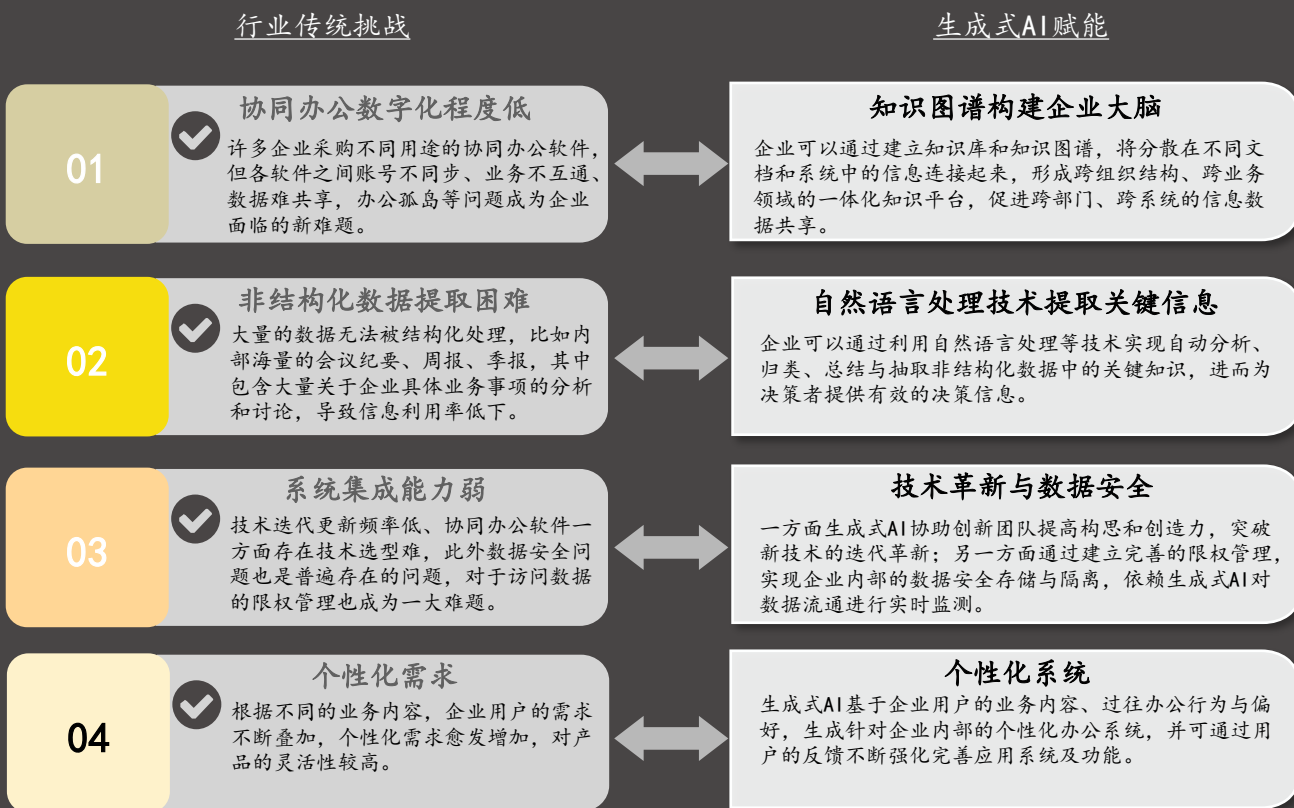 行业传统挑战
生成式AI赋能
01
协同办公数字化程度低
许多企业采购不同用途的协同办公软件，
但各软件之间账号不同步、业务不互通、
数据难共享，办公孤岛等问题成为企业
面临的新难题。
知识图谱构建企业大脑
企业可以通过建立知识库和知识图谱，将分散在不同文
档和系统中的信息连接起来，形成跨组织结构、跨业务
领域的一体化知识平台，促进跨部门、跨系统的信息数
据共享。
02
非结构化数据提取困难
大量的数据无法被结构化处理，比如内
部海量的会议纪要、周报、季报，其中
包含大量关于企业具体业务事项的分析
和讨论，导致信息利用率低下。
自然语言处理技术提取关键信息
企业可以通过利用自然语言处理等技术实现自动分析、
归类、总结与抽取非结构化数据中的关键知识，进而为
决策者提供有效的决策信息。
03
系统集成能力弱
技术迭代更新频率低、协同办公软件一
方面存在技术选型难，此外数据安全问
题也是普遍存在的问题，对于访问数据
的限权管理也成为一大难题。
技术革新与数据安全
一方面生成式AI协助创新团队提高构思和创造力，突破
新技术的迭代革新；另一方面通过建立完善的限权管理，
实现企业内部的数据安全存储与隔离，依赖生成式AI对
数据流通进行实时监测。
04
个性化需求
根据不同的业务内容，企业用户的需求
不断叠加，个性化需求愈发增加，对产
品的灵活性较高。
个性化系统
生成式AI基于企业用户的业务内容、过往办公行为与偏
好，生成针对企业内部的个性化办公系统，并可通过用
户的反馈不断强化完善应用系统及功能。